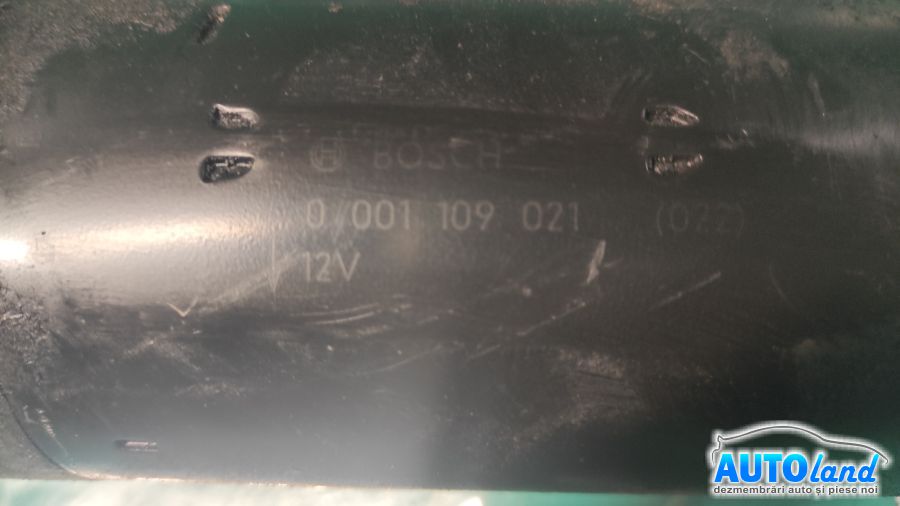 BOSCH
0 001 109 021 (022)
12V
AUTOland
dezmembrări auto și piese noi